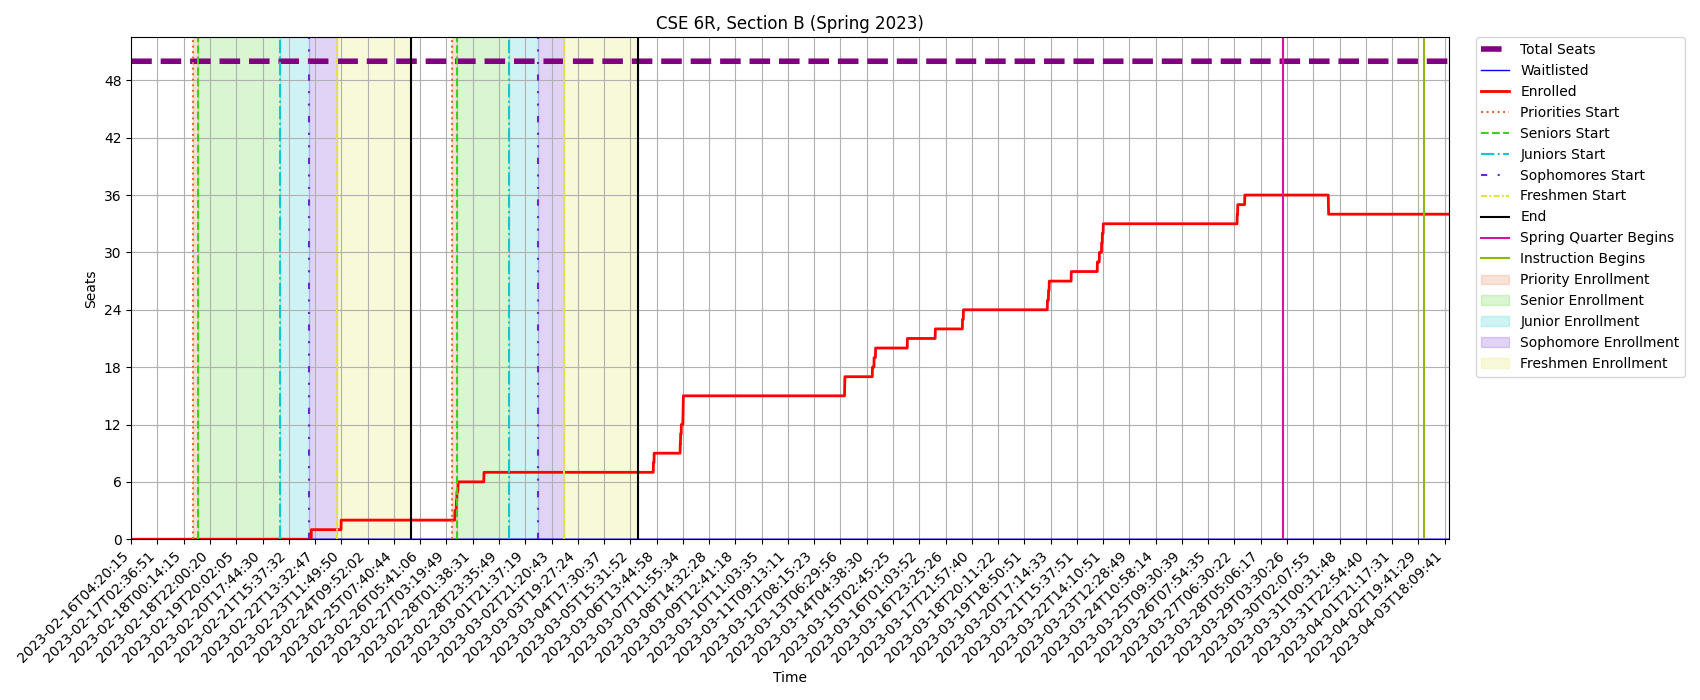 CSE 6R, Section B (Spring 2023)
Seats
48
42
36
30
24
18
12
6
0
2023-02-16T04:20:15
2023-02-17T02:36:51
2023-02-18T00:14:15
2023-02-18T22:00:20
2023-02-19T20:02:05
2023-02-20T17:44:30
2023-02-21T15:37:32
2023-02-22T13:32:47
2023-02-23T11:49:50
2023-02-24T09:52:02
2023-02-25T07:40:44
2023-02-26T05:41:06
2023-02-27T03:19:49
2023-02-28T01:38:31
2023-02-28T23:35:49
2023-03-01T21:37:19
2023-03-02T21:20:43
2023-03-03T19:27:24
2023-03-04T17:30:37
2023-03-05T15:31:52
2023-03-06T13:44:58
2023-03-07T11:55:34
2023-03-08T14:32:28
2023-03-09T12:41:18
2023-03-10T11:03:35
2023-03-11T09:13:11
2023-03-12T08:15:23
2023-03-13T06:29:56
2023-03-14T04:38:30
2023-03-15T02:45:25
2023-03-16T01:03:52
2023-03-16T23:25:26
2023-03-17T21:57:40
2023-03-18T20:11:22
2023-03-19T18:50:51
2023-03-20T17:14:33
2023-03-21T15:37:51
2023-03-22T14:10:51
2023-03-23T12:28:49
2023-03-24T10:58:14
2023-03-25T09:30:39
2023-03-26T07:54:35
2023-03-27T06:30:22
2023-03-28T05:06:17
2023-03-29T03:30:26
2023-03-30T02:07:55
2023-03-31T00:31:48
2023-03-31T22:54:40
2023-04-01T21:17:31
2023-04-02T19:41:29
2023-04-03T18:09:41
Time
Total Seats
Waitlisted
Enrolled
Priorities Start
Seniors Start
Juniors Start
Sophomores Start
Freshmen Start
End
Spring Quarter Begins
Instruction Begins
Priority Enrollment
Senior Enrollment
Junior Enrollment
Sophomore Enrollment
Freshmen Enrollment